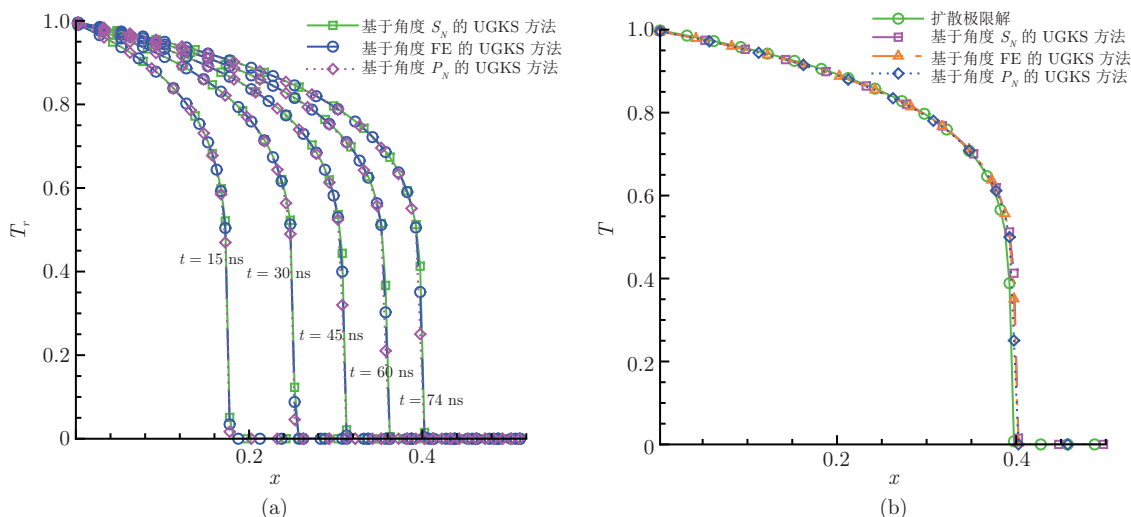 1.0
0.8
0.6
0.4
0.2
0
0.2
0.4
T_r
x
基于角度 S_N 的 UGKS 方法
基于角度 FE 的 UGKS 方法
基于角度 P_N 的 UGKS 方法
t = 15 ns
t = 30 ns
t = 45 ns
t = 60 ns
t = 74 ns
(a)
1.0
0.8
0.6
0.4
0.2
0
0.2
0.4
T
x
扩散极限解
基于角度 S_N 的 UGKS 方法
基于角度 FE 的 UGKS 方法
基于角度 P_N 的 UGKS 方法
(b)